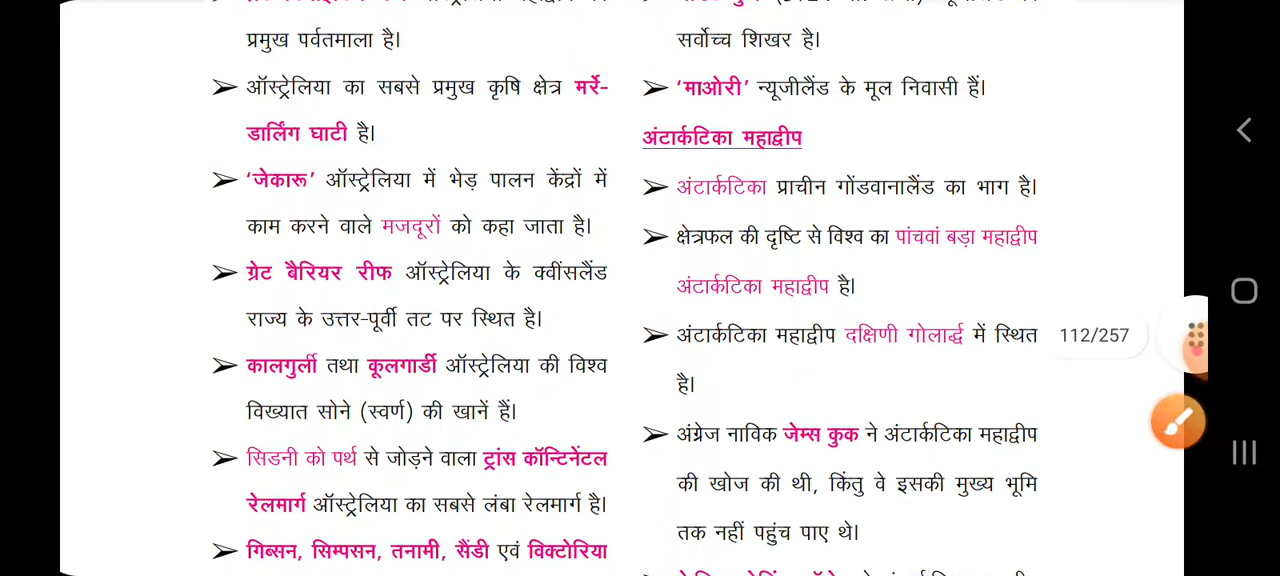 प्रमुख पर्वतमाला है।
➢ ऑस्ट्रेलिया का सबसे प्रमुख कृषि क्षेत्र मर्रे-
डार्लिंग घाटी है।
➢ ‘जेकारू’ ऑस्ट्रेलिया में भेड़ पालन केंद्रों में
काम करने वाले मजदूरों को कहा जाता है।
➢ ग्रेट बैरियर रीफ ऑस्ट्रेलिया के क्वींसलैंड
राज्य के उत्तर-पूर्वी तट पर स्थित है।
➢ कालगुर्ली तथा कूलगार्डी ऑस्ट्रेलिया की विश्व
विख्यात सोने (स्वर्ण) की खानें हैं।
➢ सिडनी को पर्थ से जोड़ने वाला ट्रांस कॉन्टिनेंटल
रेलमार्ग ऑस्ट्रेलिया का सबसे लंबा रेलमार्ग है।
➢ गिब्सन, सिम्पसन, तनामी, सैंडी एवं विक्टोरिया
सर्वोच्च शिखर है।
➢ ‘माओरी’ न्यूजीलैंड के मूल निवासी हैं।
अंटार्कटिका महाद्वीप
➢ अंटार्कटिका प्राचीन गोंडवानालैंड का भाग है।
➢ क्षेत्रफल की दृष्टि से विश्व का पांचवां बड़ा महाद्वीप
अंटार्कटिका महाद्वीप है।
➢ अंटार्कटिका महाद्वीप दक्षिणी गोलार्द्ध में स्थित
है।
➢ अंग्रेज नाविक जेम्स कुक ने अंटार्कटिका महाद्वीप
की खोज की थी, किंतु वे इसकी मुख्य भूमि
तक नहीं पहुंच पाए थे।
112/257